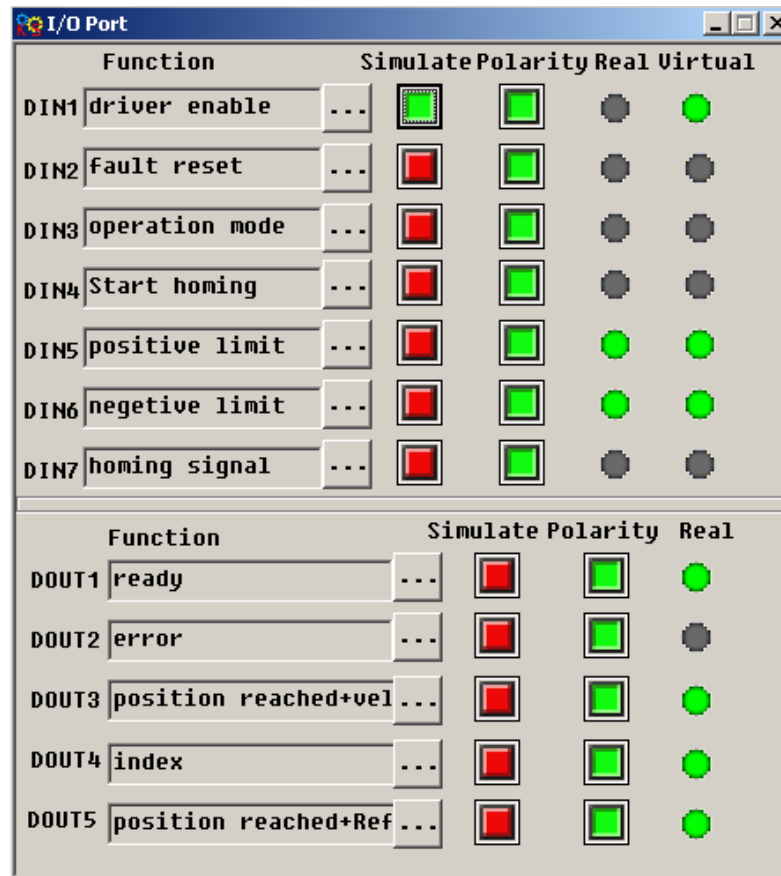 I/O Port
Function Simulate Polarity Real Virtual
DIN1 driver enable ...
DIN2 fault reset ...
DIN3 operation mode ...
DIN4 Start homing ...
DIN5 positive limit ...
DIN6 negetive limit ...
DIN7 homing signal ...
Function Simulate Polarity Real
DOUT1 ready ...
DOUT2 error ...
DOUT3 position reached+vel ...
DOUT4 index ...
DOUT5 position reached+Ref ...